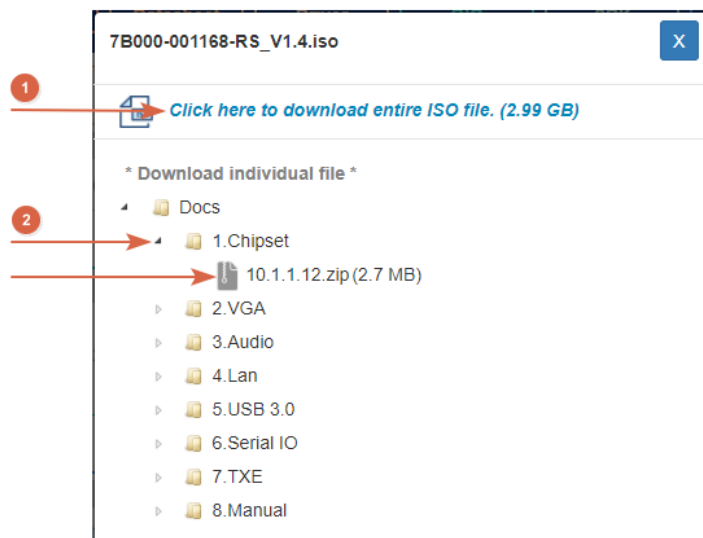 7B000-001168-RS_V1.4.iso
X
1
Click here to download entire ISO file. (2.99 GB)
* Download individual file *
Docs
2
1.Chipset
10.1.1.12.zip (2.7 MB)
2.VGA
3.Audio
4.Lan
5.USB 3.0
6.Serial IO
7.TXE
8.Manual